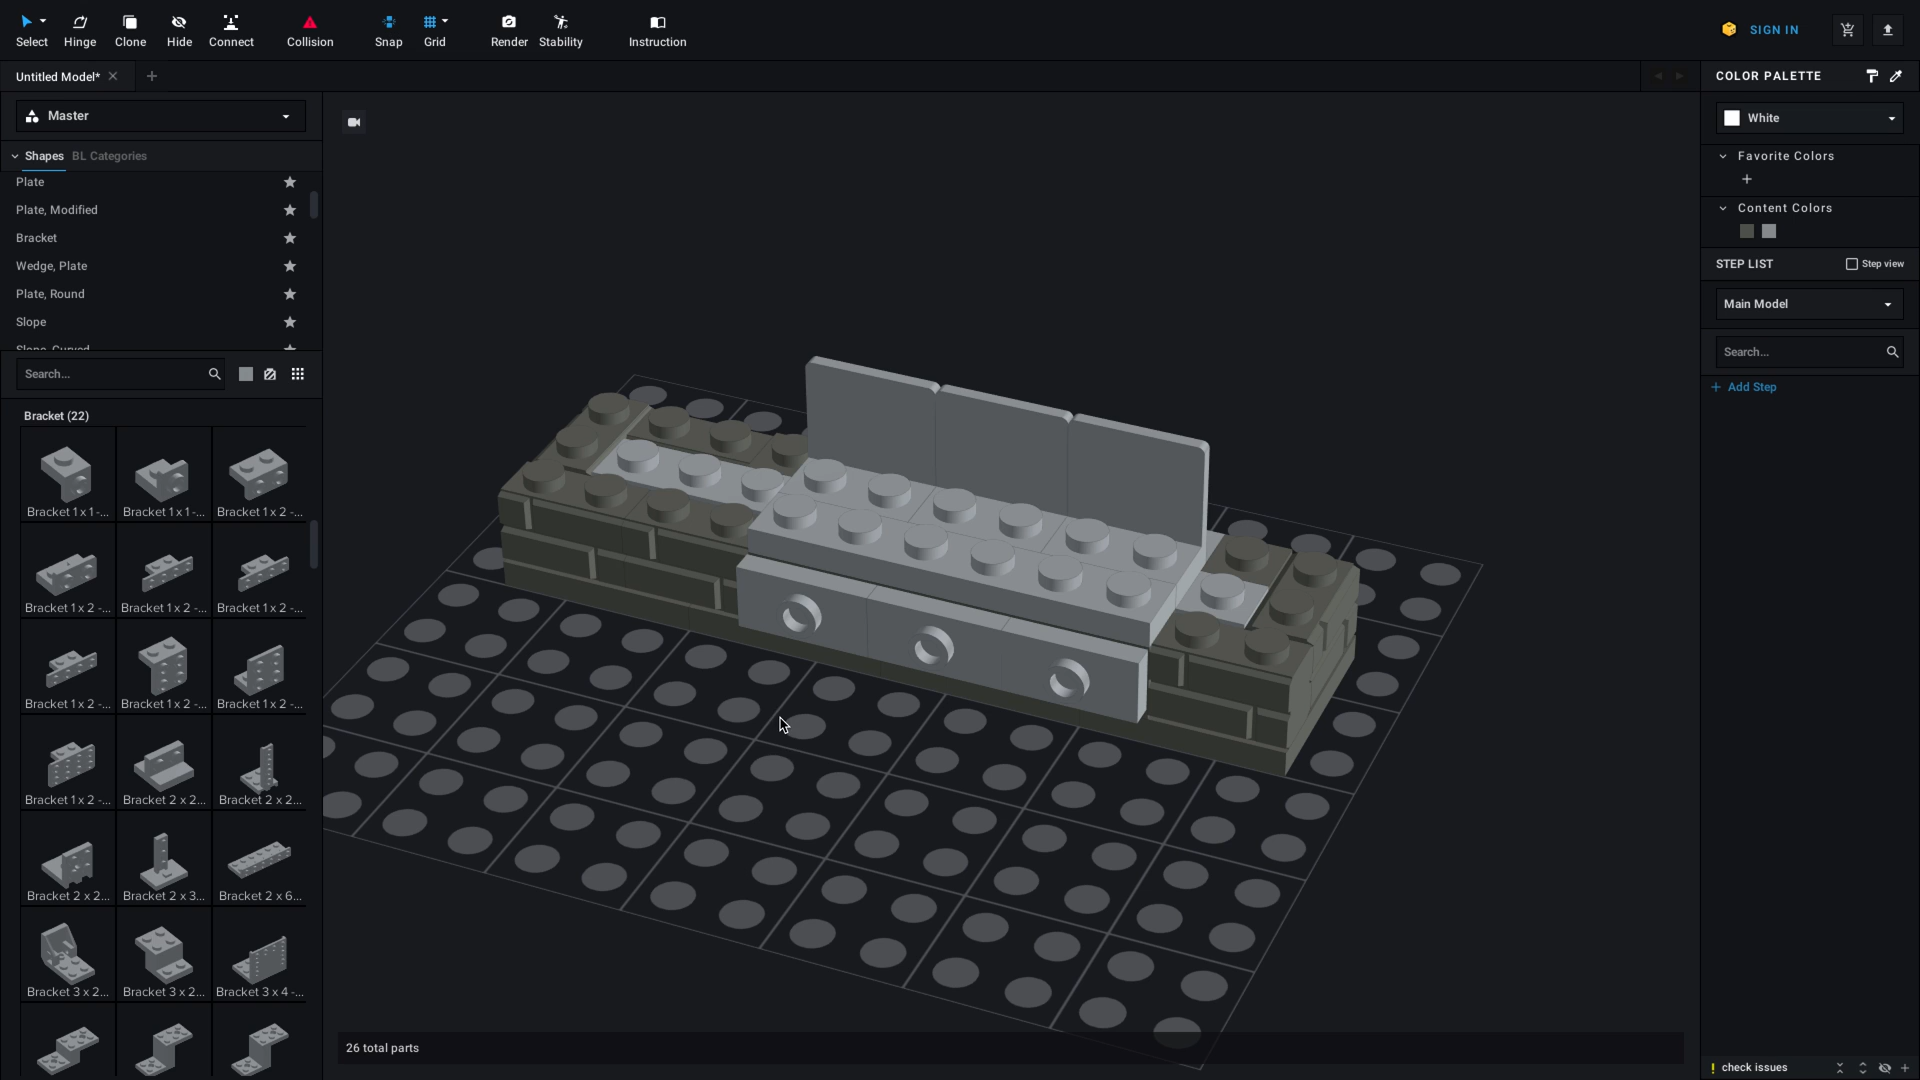 Select
Hinge
Clone
Hide
Connect
Collision
Snap
Grid
Render
Stability
Instruction
SIGN IN
Untitled Model*
COLOR PALETTE
Master
White
Shapes
BL Categories
Favorite Colors
Plate
Plate, Modified
Content Colors
Bracket
Wedge, Plate
STEP LIST
Step view
Plate, Round
Main Model
Slope
Slope, Curved
Search...
Search...
+ Add Step
Bracket (22)
Bracket 1 x 1 -...
Bracket 1 x 1 -...
Bracket 1 x 2 -...
Bracket 1 x 2 -...
Bracket 1 x 2 -...
Bracket 1 x 2 -...
Bracket 1 x 2 -...
Bracket 1 x 2 -...
Bracket 1 x 2 -...
Bracket 1 x 2 -...
Bracket 2 x 2...
Bracket 2 x 2...
Bracket 2 x 2...
Bracket 2 x 3...
Bracket 2 x 6...
Bracket 3 x 2...
Bracket 3 x 2...
Bracket 3 x 4 -...
26 total parts
! check issues